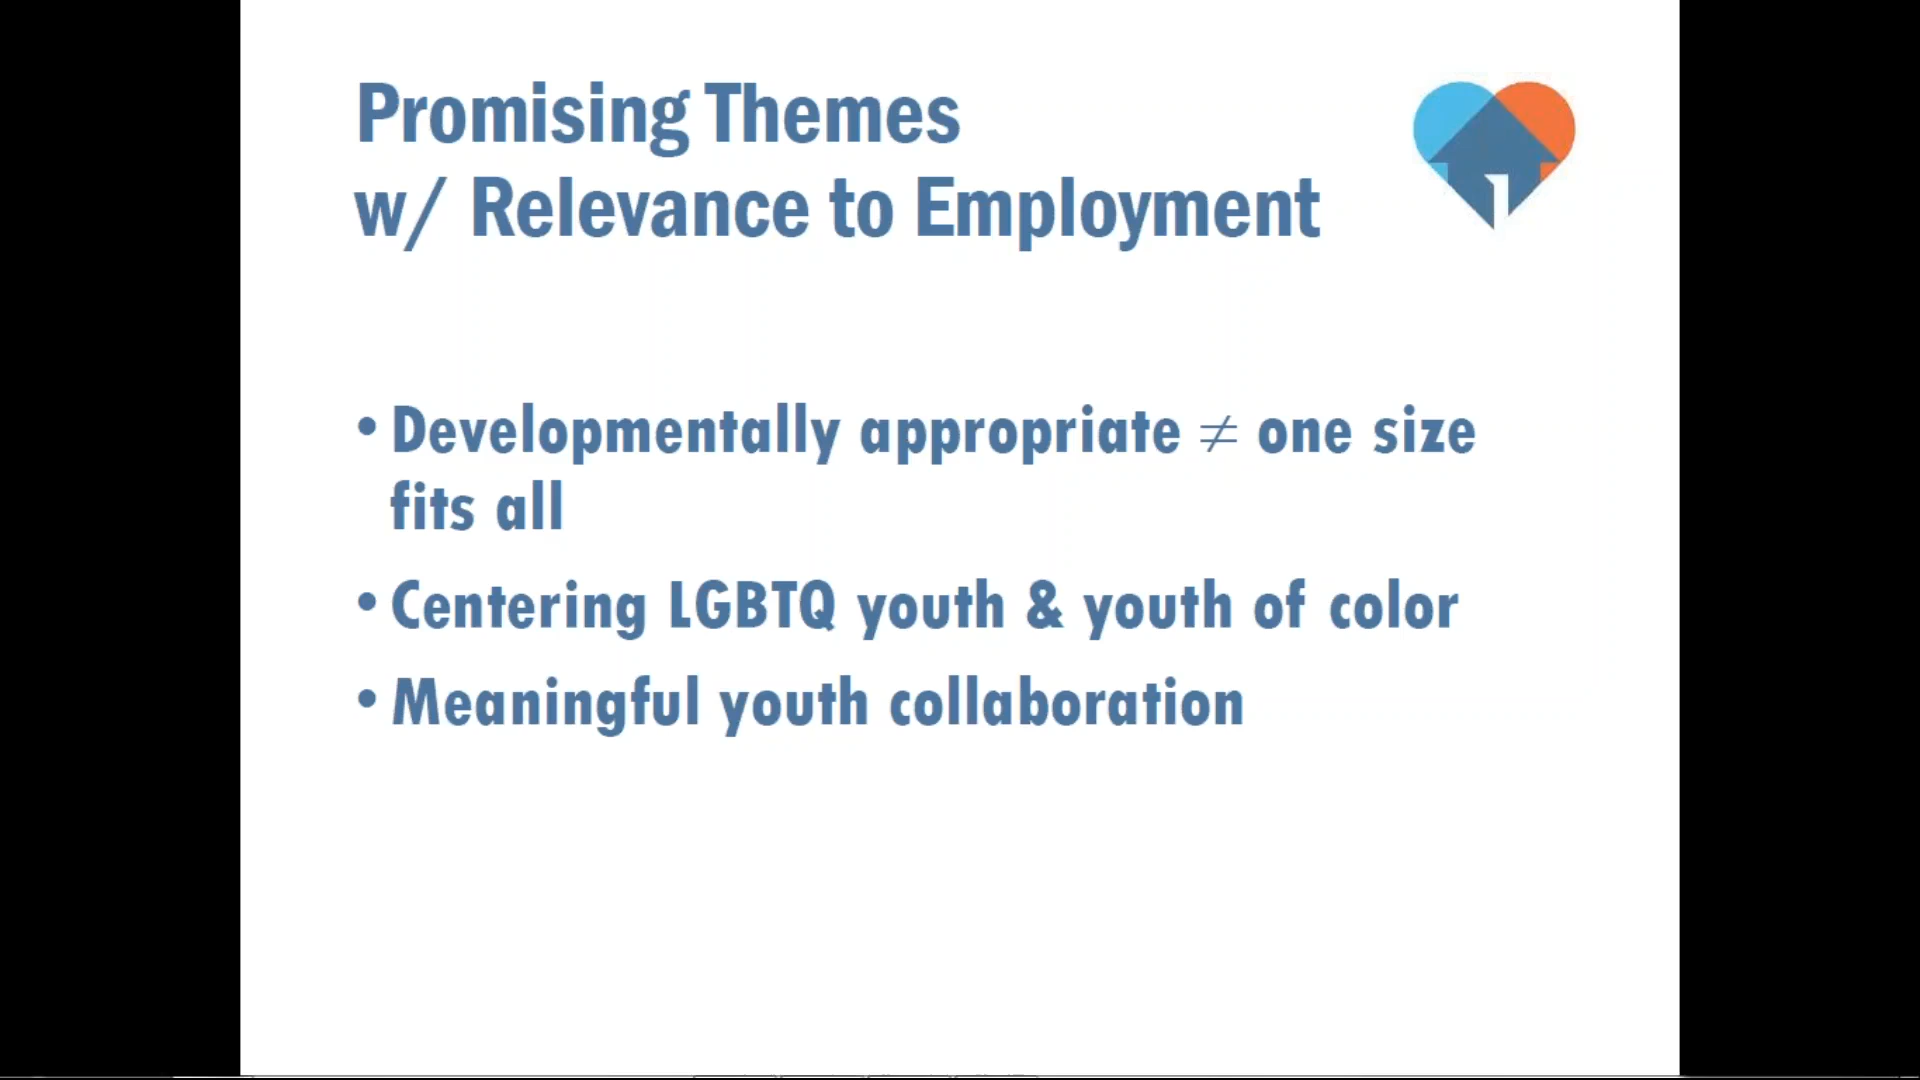 Promising Themes
w/ Relevance to Employment
• Developmentally appropriate ≠ one size
fits all
• Centering LGBTQ youth & youth of color
• Meaningful youth collaboration